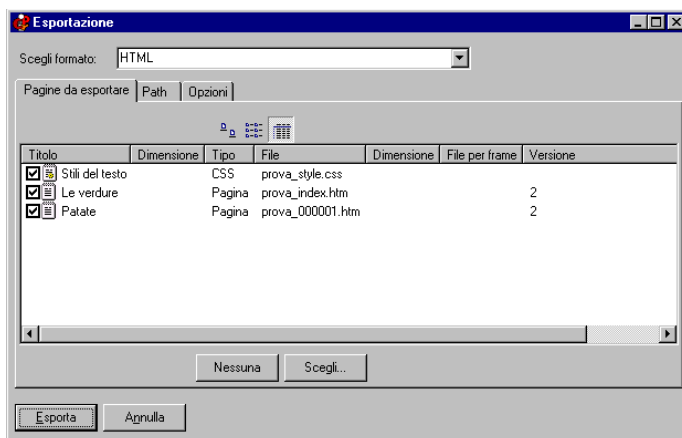 Esportazione
Scegli formato: HTML
Pagine da esportare Path Opzioni
Titolo Dimensione Tipo File Dimensione File per frame Versione
Stili del testo CSS prova_style.css
Le verdure Pagina prova_index.htm 2
Patate Pagina prova_000001.htm 2
Nessuna Scegli...
Esporta Annulla